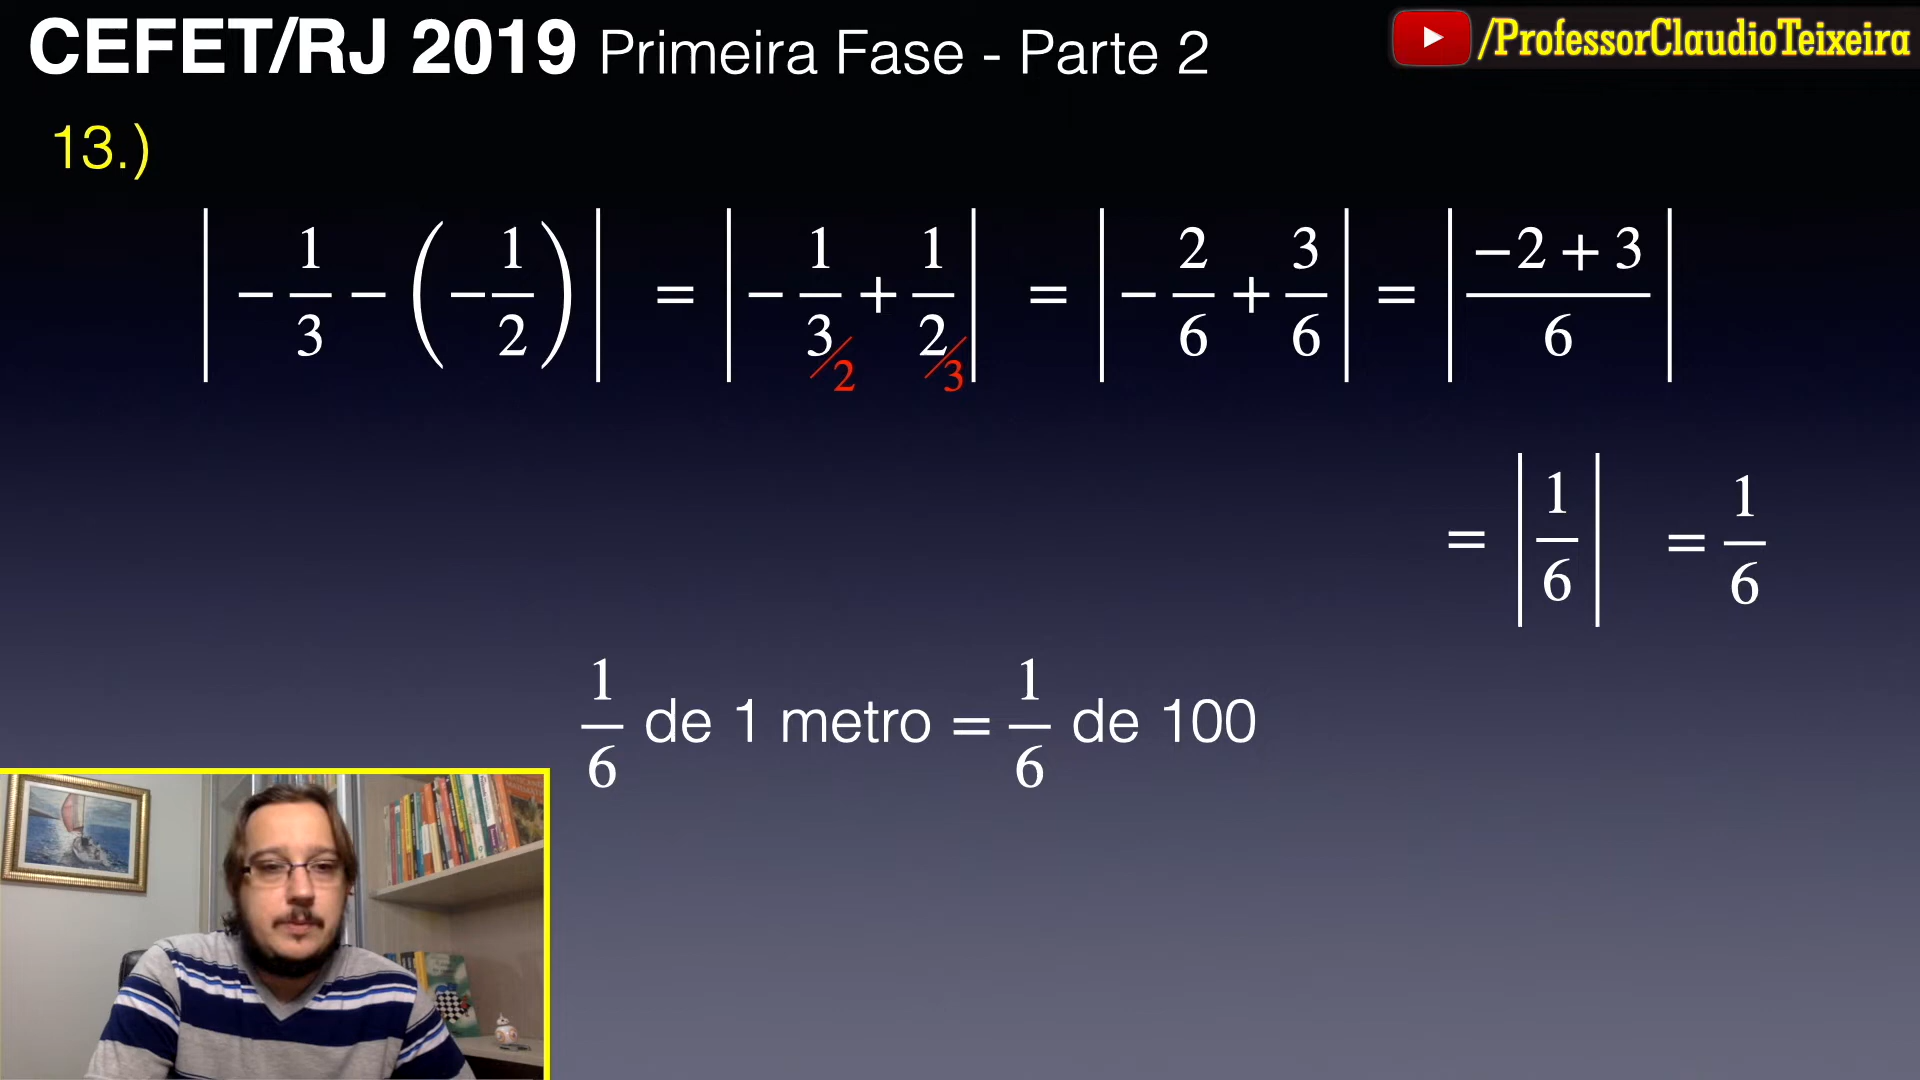 CEFET/RJ 2019 Primeira Fase - Parte 2
/ProfessorClaudioTeixeira
13.)
| - 1/3 - (- 1/2) | = | - 1/3 + 1/2 | = | - 2/6 + 3/6 | = | (-2 + 3)/6 |
/2 /3
= | 1/6 | = 1/6
1/6 de 1 metro = 1/6 de 100